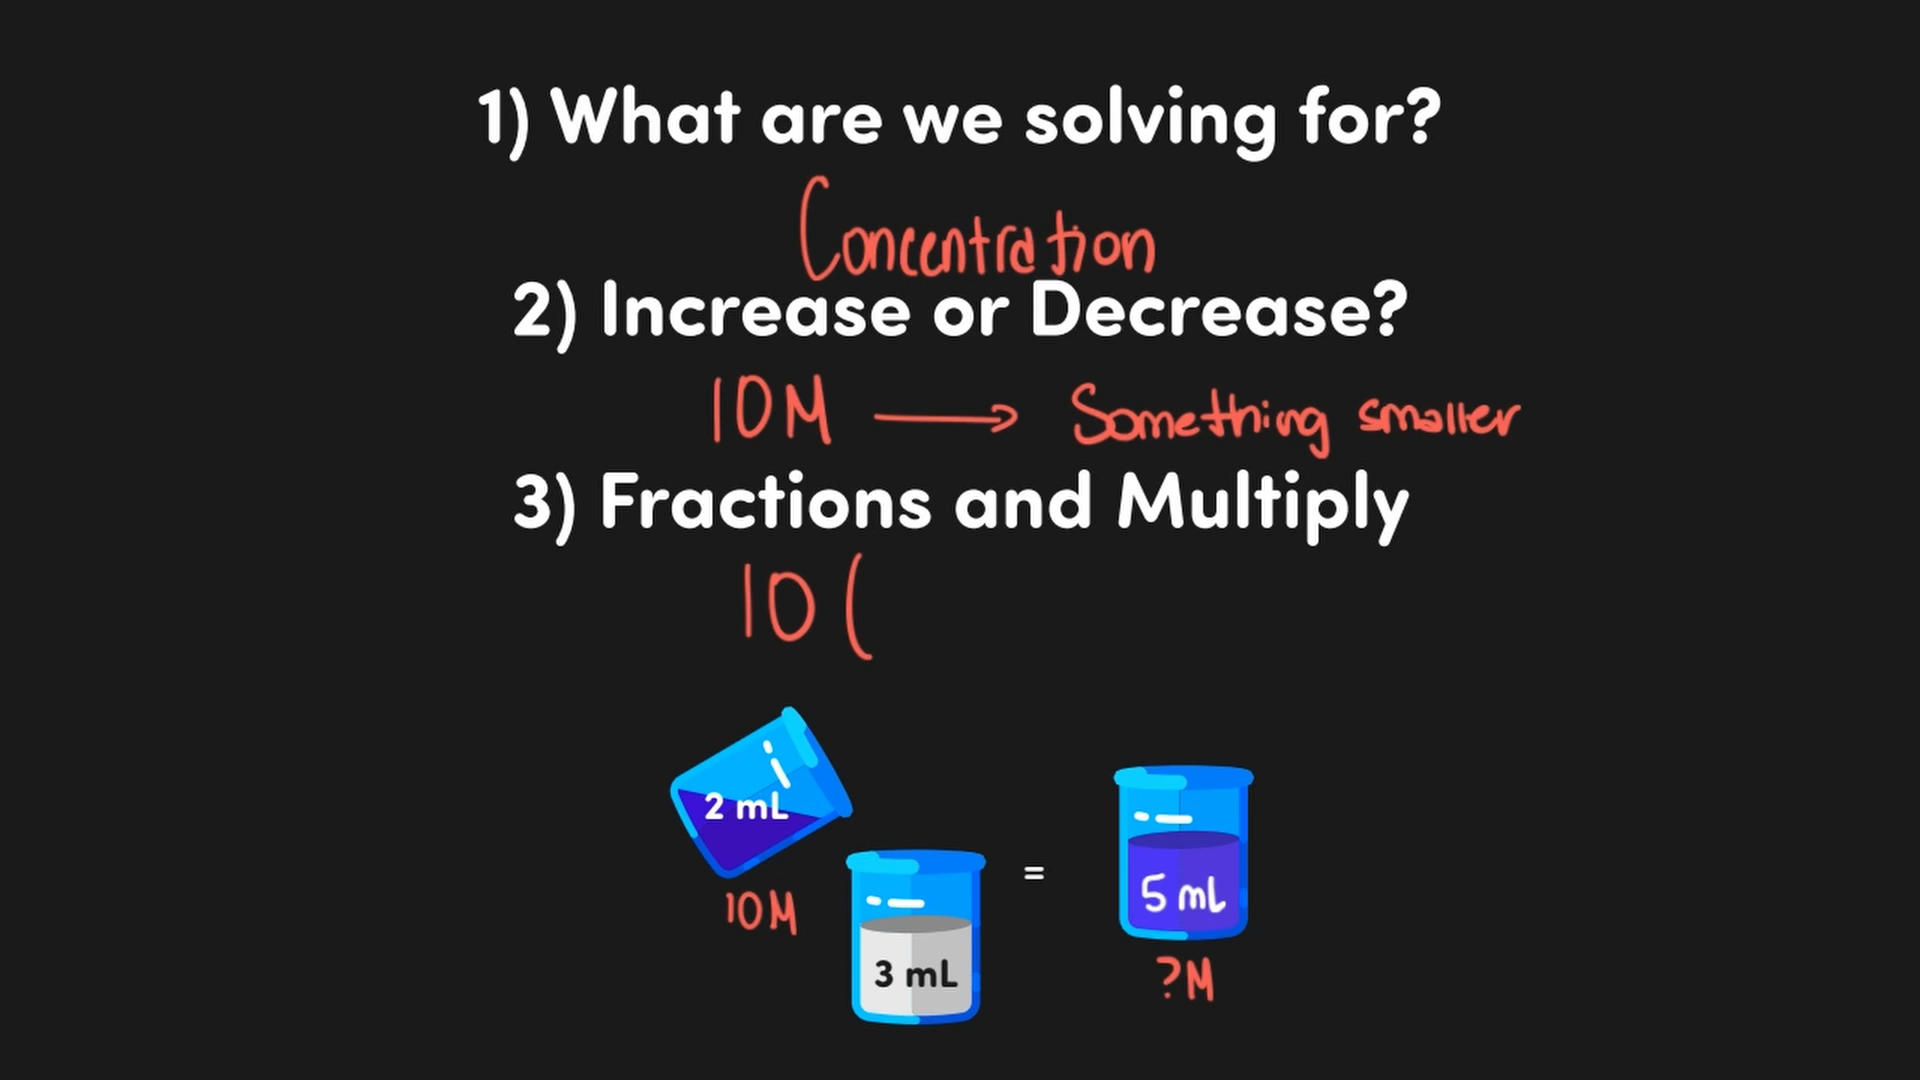 1) What are we solving for?
Concentration
2) Increase or Decrease?
10M → Something smaller
3) Fractions and Multiply
10 (
2 mL
10M
3 mL
=
5 mL
?M